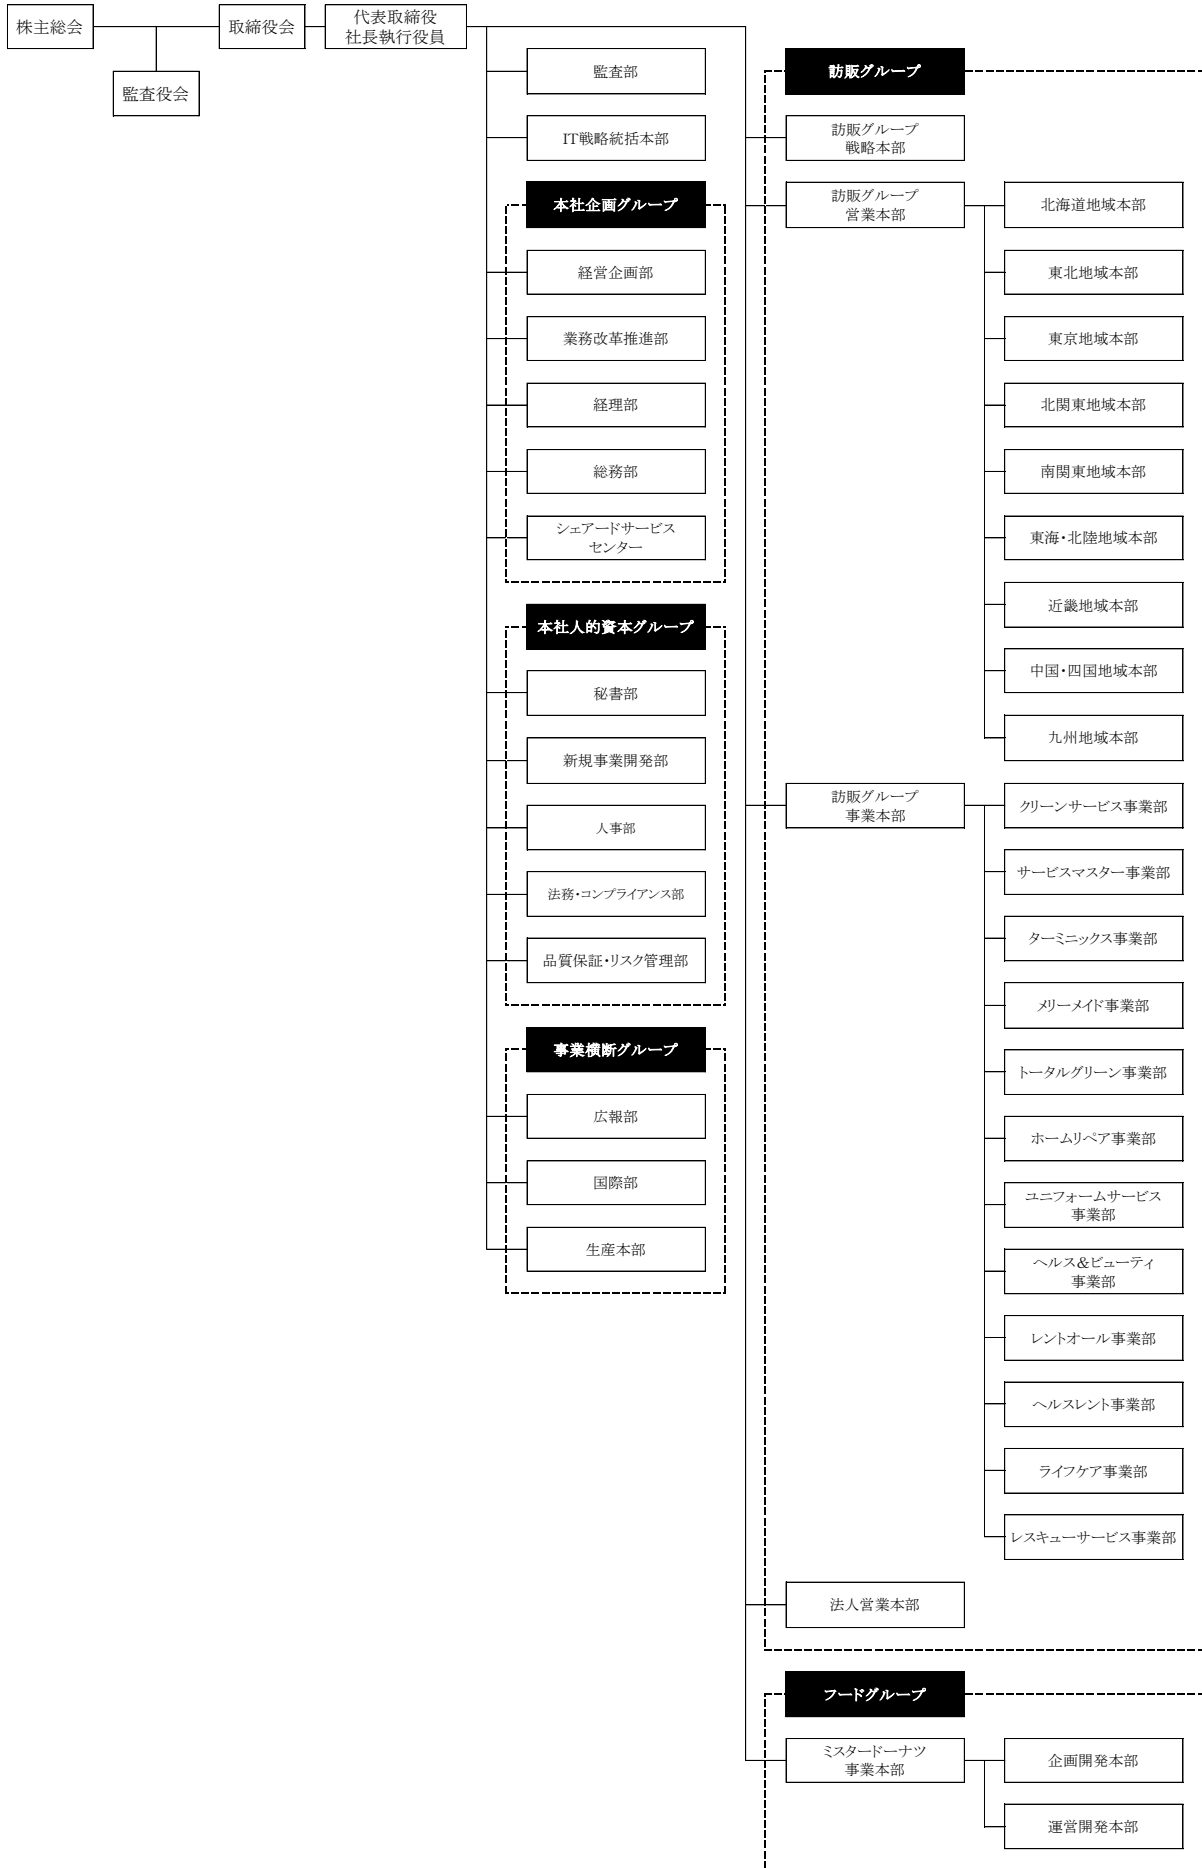 株主総会
監査役会
取締役会
代表取締役
社長執行役員
監査部
IT戦略統括本部
本社企画グループ
経営企画部
業務改革推進部
経理部
総務部
シェアードサービス
センター
本社人的資本グループ
秘書部
新規事業開発部
人事部
法務・コンプライアンス部
品質保証・リスク管理部
事業横断グループ
広報部
国際部
生産本部
訪販グループ
訪販グループ
戦略本部
訪販グループ
営業本部
北海道地域本部
東北地域本部
東京地域本部
北関東地域本部
南関東地域本部
東海・北陸地域本部
近畿地域本部
中国・四国地域本部
九州地域本部
訪販グループ
事業本部
クリーンサービス事業部
サービスマスター事業部
ターミニックス事業部
メリーメイド事業部
トータルグリーン事業部
ホームリペア事業部
ユニフォームサービス
事業部
ヘルス&ビューティ
事業部
レントオール事業部
ヘルスレント事業部
ライフケア事業部
レスキューサービス事業部
法人営業本部
フードグループ
ミスタードーナツ
事業本部
企画開発本部
運営開発本部